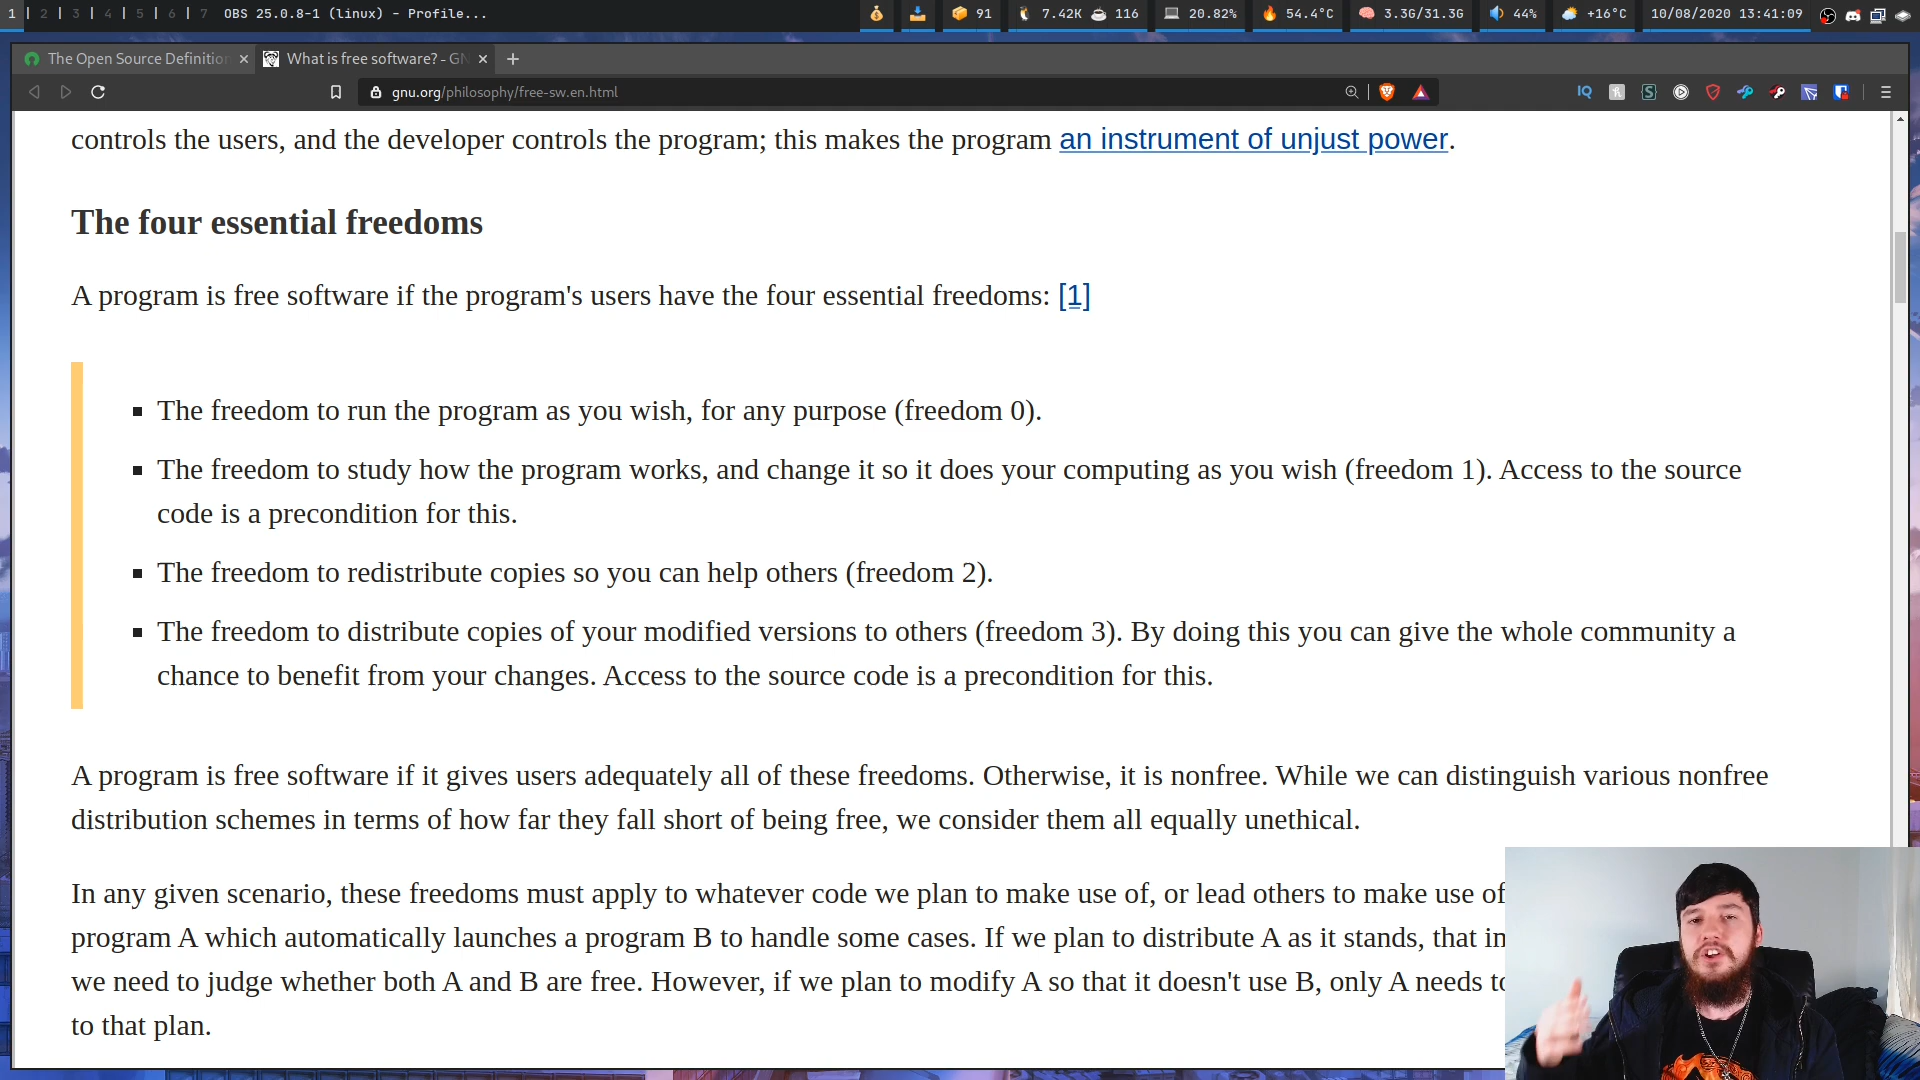 1 | 2 | 3 | 4 | 5 | 6 | 7 OBS 25.0.8-1 (linux) - Profile... 91 7.42K 116 20.82% 54.4°C 3.3G/31.3G 44% +16°C 10/08/2020 13:41:09
The Open Source Definition What is free software? - GN
gnu.org/philosophy/free-sw.en.html IQ
controls the users, and the developer controls the program; this makes the program an instrument of unjust power.
The four essential freedoms
A program is free software if the program's users have the four essential freedoms: [1]
The freedom to run the program as you wish, for any purpose (freedom 0).
The freedom to study how the program works, and change it so it does your computing as you wish (freedom 1). Access to the source
code is a precondition for this.
The freedom to redistribute copies so you can help others (freedom 2).
The freedom to distribute copies of your modified versions to others (freedom 3). By doing this you can give the whole community a
chance to benefit from your changes. Access to the source code is a precondition for this.
A program is free software if it gives users adequately all of these freedoms. Otherwise, it is nonfree. While we can distinguish various nonfree
distribution schemes in terms of how far they fall short of being free, we consider them all equally unethical.
In any given scenario, these freedoms must apply to whatever code we plan to make use of, or lead others to make use of
program A which automatically launches a program B to handle some cases. If we plan to distribute A as it stands, that im
we need to judge whether both A and B are free. However, if we plan to modify A so that it doesn't use B, only A needs to
to that plan.